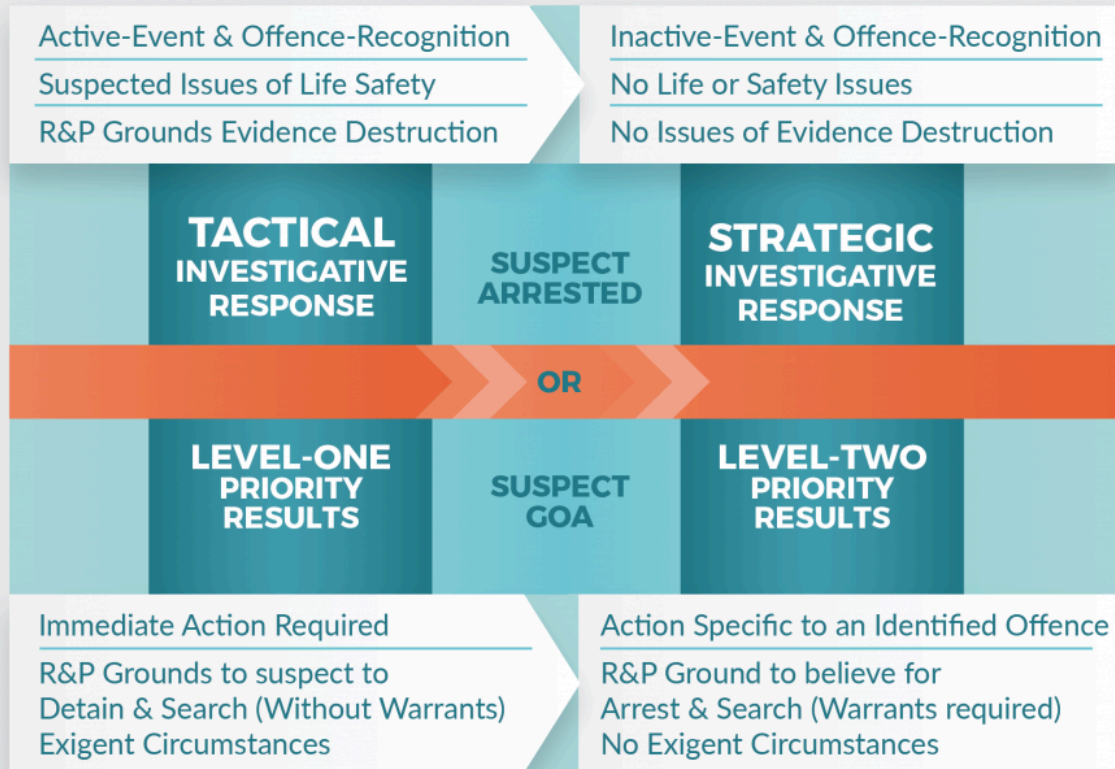 Active-Event & Offence-Recognition
Suspected Issues of Life Safety
R&P Grounds Evidence Destruction
Inactive-Event & Offence-Recognition
No Life or Safety Issues
No Issues of Evidence Destruction
TACTICAL
INVESTIGATIVE
RESPONSE
SUSPECT
ARRESTED
STRATEGIC
INVESTIGATIVE
RESPONSE
OR
LEVEL-ONE
PRIORITY
RESULTS
SUSPECT
GOA
LEVEL-TWO
PRIORITY
RESULTS
Immediate Action Required
R&P Grounds to suspect to
Detain & Search (Without Warrants)
Exigent Circumstances
Action Specific to an Identified Offence
R&P Ground to believe for
Arrest & Search (Warrants required)
No Exigent Circumstances